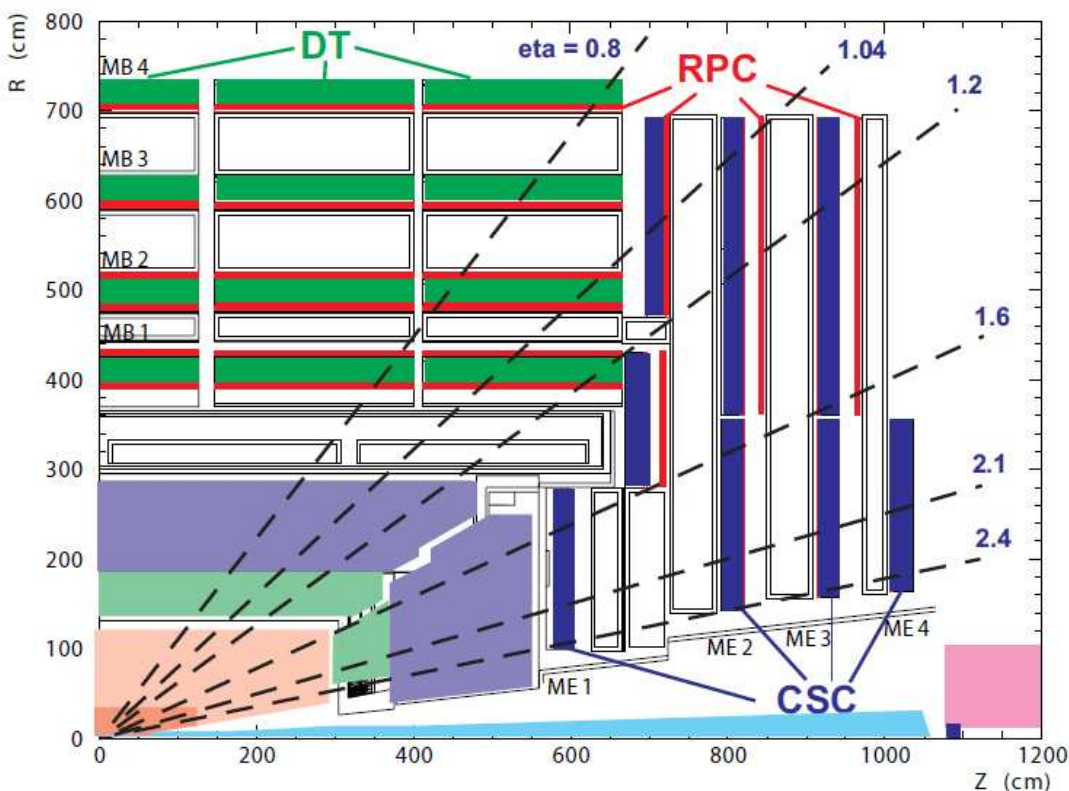 R (cm)
800
700
600
500
400
300
200
100
0
MB 4
MB 3
MB 2
MB 1
DT
eta = 0.8
RPC
1.04
1.2
1.6
2.1
2.4
ME 1
ME 2
ME 3
ME 4
CSC
0
200
400
600
800
1000
1200
Z (cm)